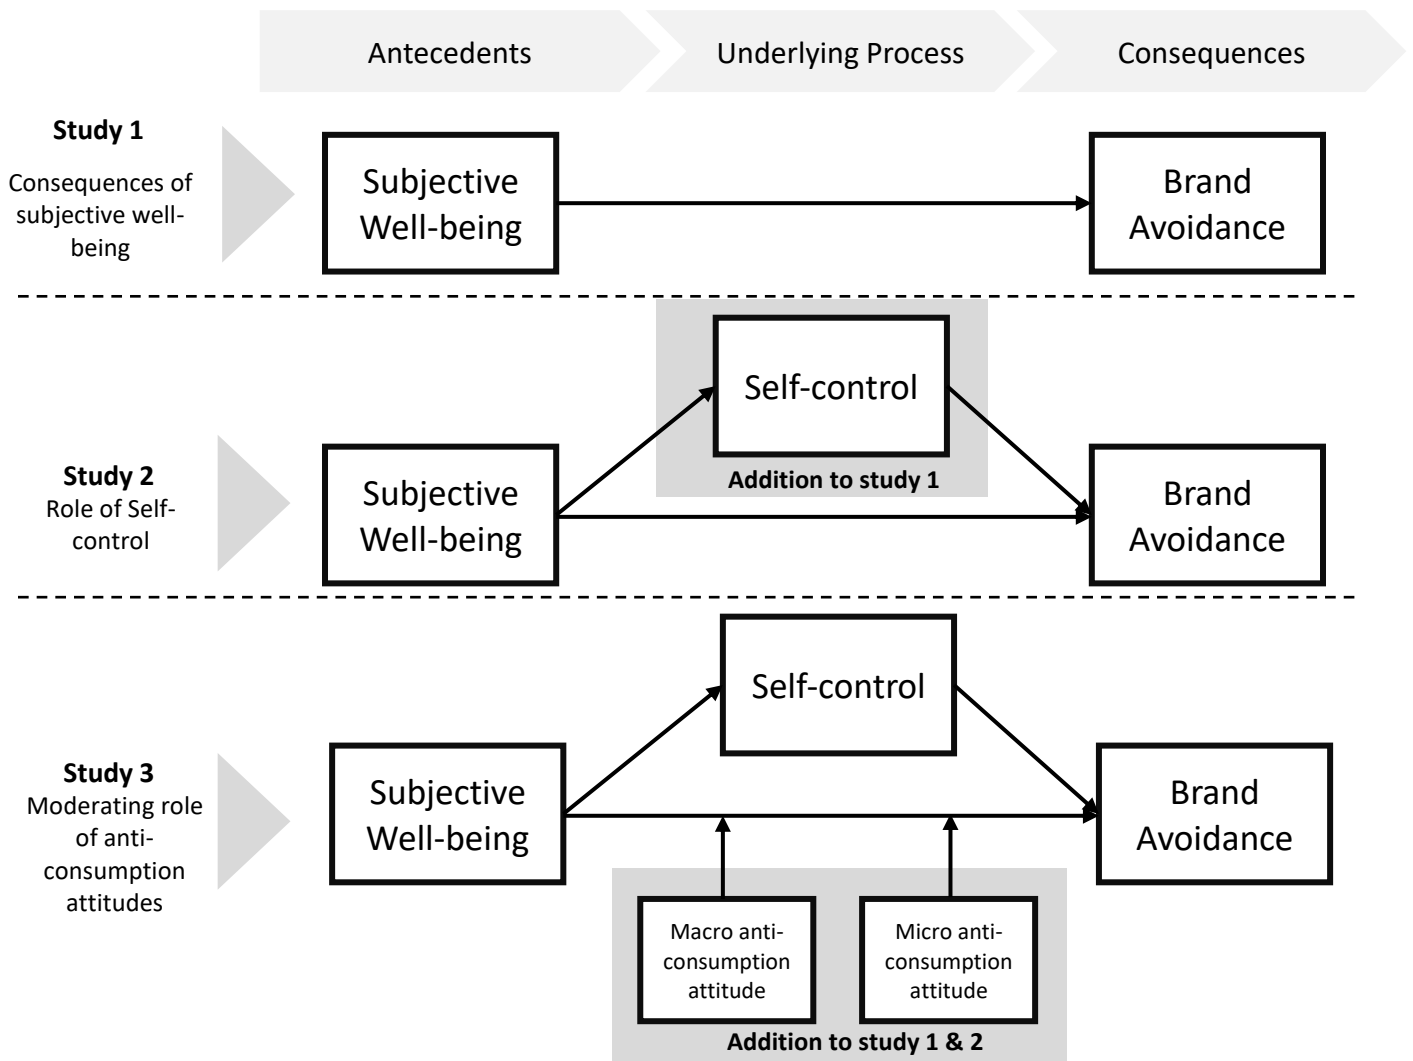 Antecedents
Underlying Process
Consequences
Study 1
Consequences of
subjective well-
being
Subjective
Well-being
Brand
Avoidance
Self-control
Addition to study 1
Study 2
Role of Self-
control
Subjective
Well-being
Brand
Avoidance
Self-control
Study 3
Moderating role
of anti-
consumption
attitudes
Subjective
Well-being
Brand
Avoidance
Macro anti-
consumption
attitude
Micro anti-
consumption
attitude
Addition to study 1 & 2